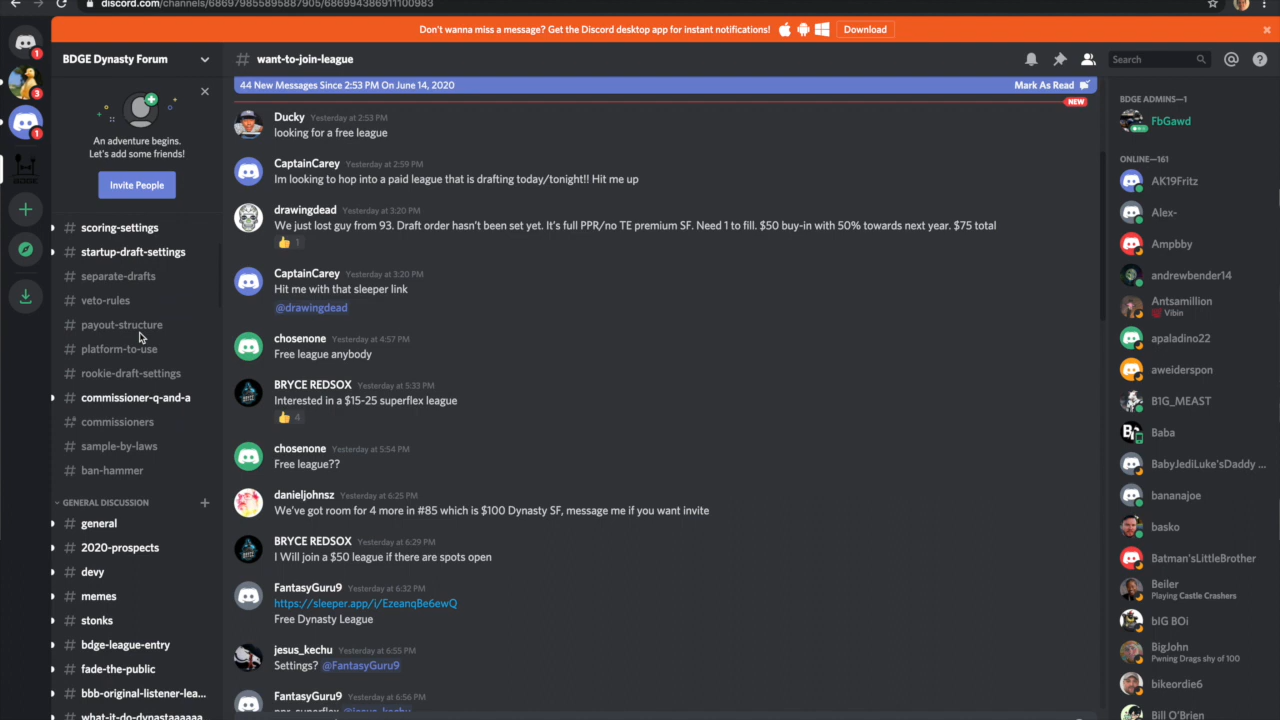 discord.com/channels/686979855895887905/686994386911100983
Don't wanna miss a message? Get the Discord desktop app for instant notifications!
Download
BDGE Dynasty Forum
# want-to-join-league
Search
1
3
1
An adventure begins.
Let's add some friends!
Invite People
# scoring-settings
# startup-draft-settings
# separate-drafts
# veto-rules
# payout-structure
# platform-to-use
# rookie-draft-settings
# commissioner-q-and-a
# commissioners
# sample-by-laws
# ban-hammer
GENERAL DISCUSSION
# general
# 2020-prospects
# devy
# memes
# stonks
# bdge-league-entry
# fade-the-public
# bbb-original-listener-lea...
# what-it-do-dynastaaaaaa
44 New Messages Since 2:53 PM On June 14, 2020
Mark As Read
NEW
Ducky Yesterday at 2:53 PM
looking for a free league
CaptainCarey Yesterday at 2:59 PM
Im looking to hop into a paid league that is drafting today/tonight!! Hit me up
drawingdead Yesterday at 3:20 PM
We just lost guy from 93. Draft order hasn't been set yet. It's full PPR/no TE premium SF. Need 1 to fill. $50 buy-in with 50% towards next year. $75 total
👍 1
CaptainCarey Yesterday at 3:20 PM
Hit me with that sleeper link
@drawingdead
chosenone Yesterday at 4:57 PM
Free league anybody
BRYCE REDSOX Yesterday at 5:33 PM
Interested in a $15-25 superflex league
👍 4
chosenone Yesterday at 5:54 PM
Free league??
danieljohnsz Yesterday at 6:25 PM
We've got room for 4 more in #85 which is $100 Dynasty SF, message me if you want invite
BRYCE REDSOX Yesterday at 6:29 PM
I Will join a $50 league if there are spots open
FantasyGuru9 Yesterday at 6:32 PM
https://sleeper.app/i/EzeanqBe6ewQ
Free Dynasty League
jesus_kechu Yesterday at 6:55 PM
Settings? @FantasyGuru9
FantasyGuru9 Yesterday at 6:56 PM
ppr superflex @jesus_kechu
BDGE ADMINS—1
FbGawd
ONLINE—161
AK19Fritz
Alex-
Ampbby
andrewbender14
Antsamillion
Vibin
apaladino22
aweiderspon
B1G_MEAST
Baba
BabyJediLuke'sDaddy ...
bananajoe
basko
Batman'sLittleBrother
Beiler
Playing Castle Crashers
bIG BOi
BigJohn
Pwning Drags shy of 100
bikeordie6
Bill O'Brien